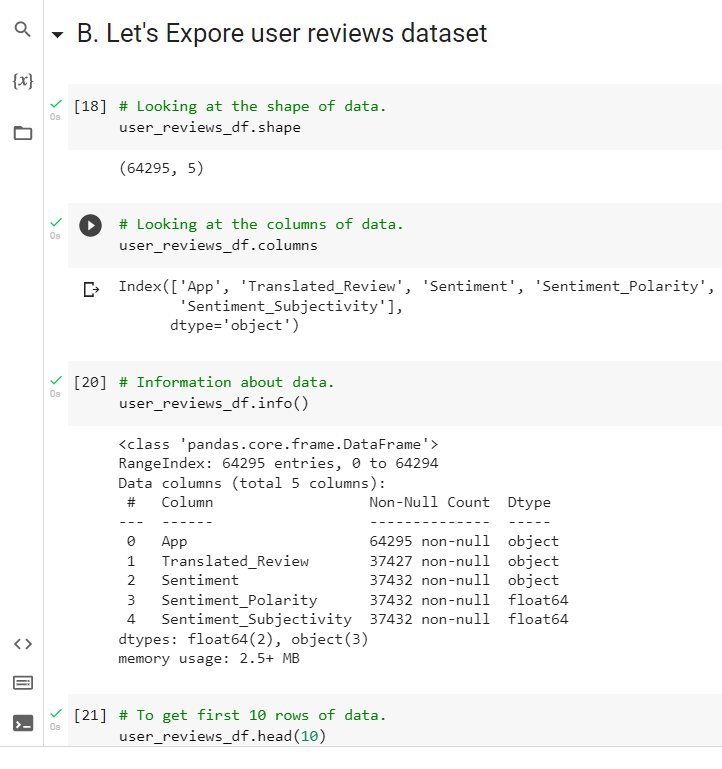 B. Let's Expore user reviews dataset
{x}
[18] # Looking at the shape of data.
0s
user_reviews_df.shape
(64295, 5)
# Looking at the columns of data.
0s
user_reviews_df.columns
Index(['App', 'Translated_Review', 'Sentiment', 'Sentiment_Polarity',
       'Sentiment_Subjectivity'],
      dtype='object')
[20] # Information about data.
0s
user_reviews_df.info()
<class 'pandas.core.frame.DataFrame'>
RangeIndex: 64295 entries, 0 to 64294
Data columns (total 5 columns):
 #   Column                  Non-Null Count  Dtype
---  ------                  --------------  -----
 0   App                     64295 non-null  object
 1   Translated_Review       37427 non-null  object
 2   Sentiment               37432 non-null  object
 3   Sentiment_Polarity      37432 non-null  float64
 4   Sentiment_Subjectivity  37432 non-null  float64
dtypes: float64(2), object(3)
memory usage: 2.5+ MB
[21] # To get first 10 rows of data.
0s
user_reviews_df.head(10)